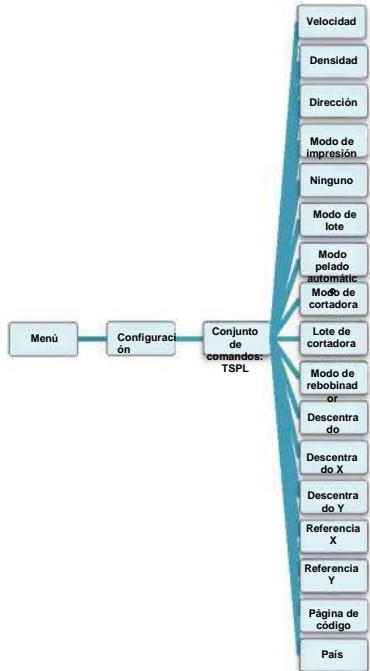 Menú
Configuraci
ón
Conjunto
de
comandos:
TSPL
Velocidad
Densidad
Dirección
Modo de
impresión
Ninguno
Modo de
lote
Modo
pelado
automátic
o
Modo de
cortadora
Lote de
cortadora
Modo de
rebobinad
or
Descentra
do
Descentra
do X
Descentra
do Y
Referencia
X
Referencia
Y
Página de
código
País